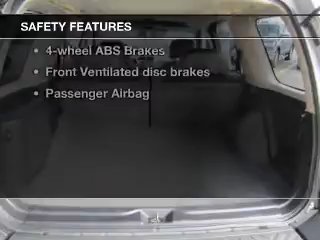 SAFETY FEATURES
• 4-wheel ABS Brakes
• Front Ventilated disc brakes
• Passenger Airbag